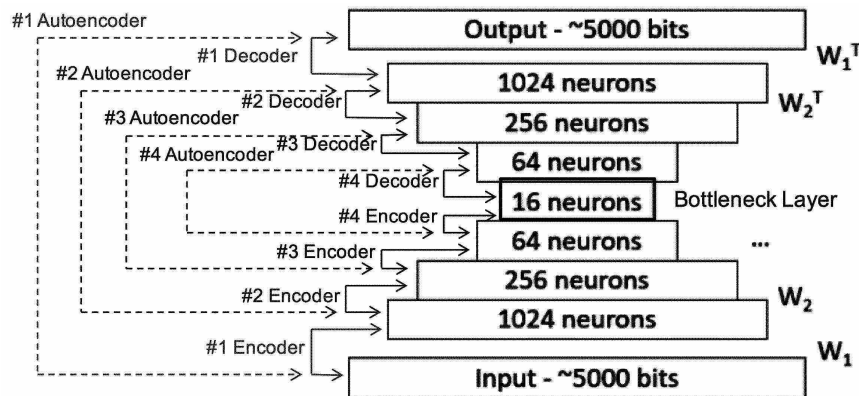 #1 Autoencoder
Output - ~5000 bits
#1 Decoder
W₁ᵀ
#2 Autoencoder
1024 neurons
#2 Decoder
W₂ᵀ
#3 Autoencoder
256 neurons
#3 Decoder
#4 Autoencoder
64 neurons
#4 Decoder
16 neurons
Bottleneck Layer
#4 Encoder
64 neurons
...
#3 Encoder
256 neurons
#2 Encoder
W₂
1024 neurons
#1 Encoder
W₁
Input - ~5000 bits